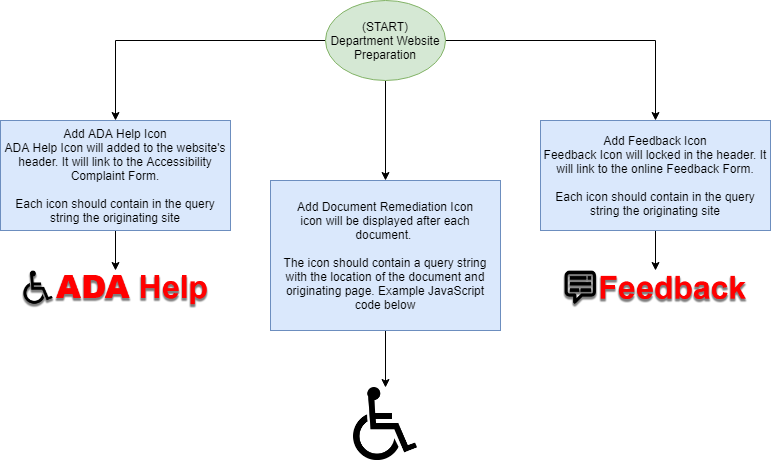 (START)
Department Website
Preparation
Add ADA Help Icon
ADA Help Icon will added to the website's
header. It will link to the Accessibility
Complaint Form.
Each icon should contain in the query
string the originating site
ADA Help
Add Document Remediation Icon
icon will be displayed after each
document.
The icon should contain a query string
with the location of the document and
originating page. Example JavaScript
code below
Add Feedback Icon
Feedback Icon will locked in the header. It
will link to the online Feedback Form.
Each icon should contain in the query
string the originating site
Feedback